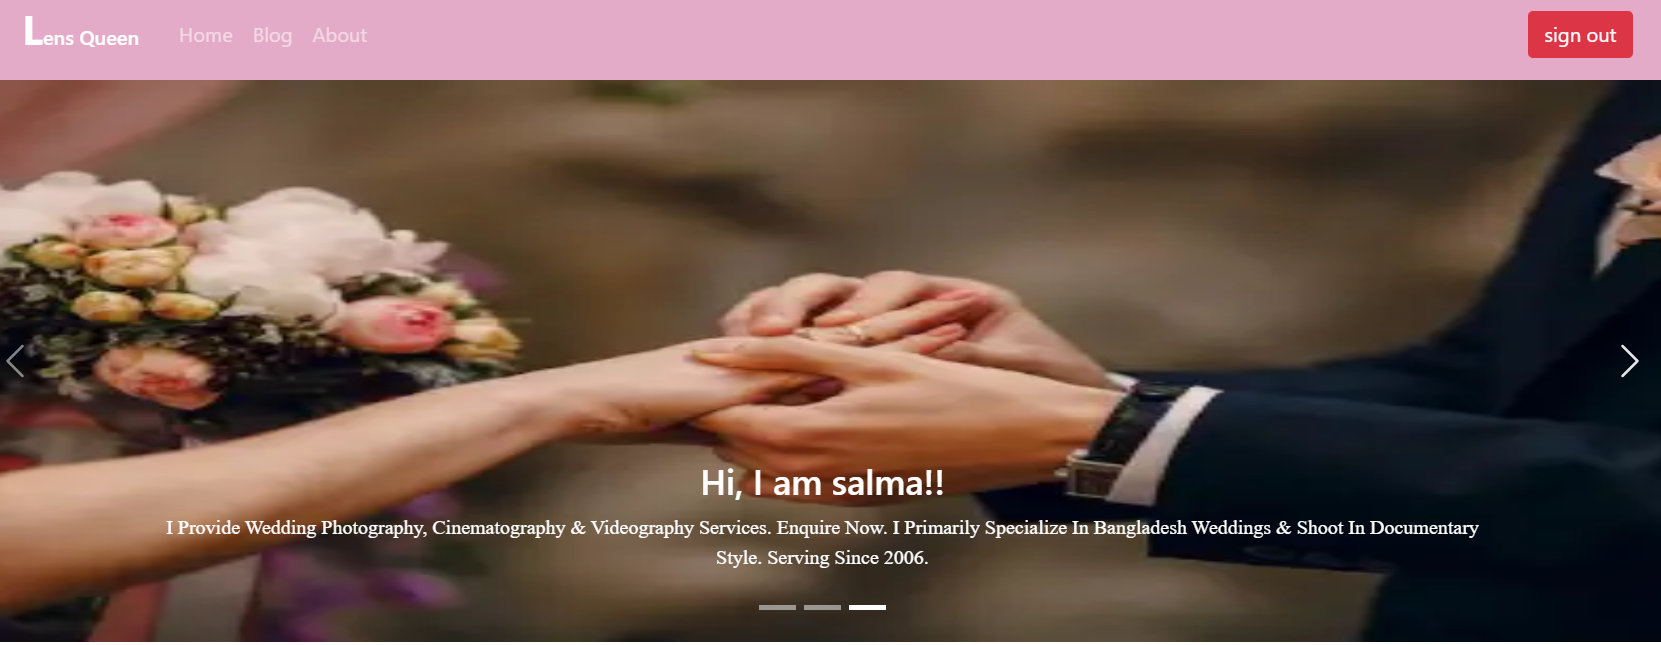 Lens Queen Home Blog About sign out
Hi, I am salma!!
I Provide Wedding Photography, Cinematography & Videography Services. Enquire Now. I Primarily Specialize In Bangladesh Weddings & Shoot In Documentary
Style. Serving Since 2006.